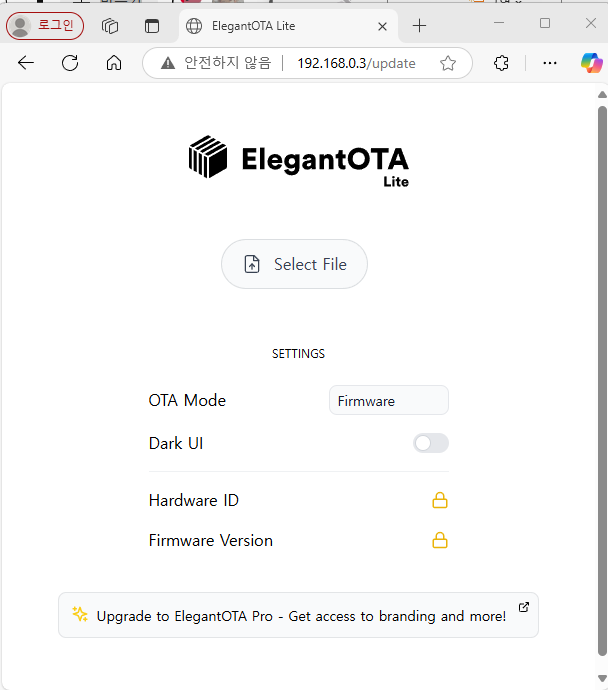 로그인
ElegantOTA Lite
안전하지 않음 192.168.0.3/update
ElegantOTA
Lite
Select File
SETTINGS
OTA Mode Firmware
Dark UI
Hardware ID
Firmware Version
Upgrade to ElegantOTA Pro - Get access to branding and more!